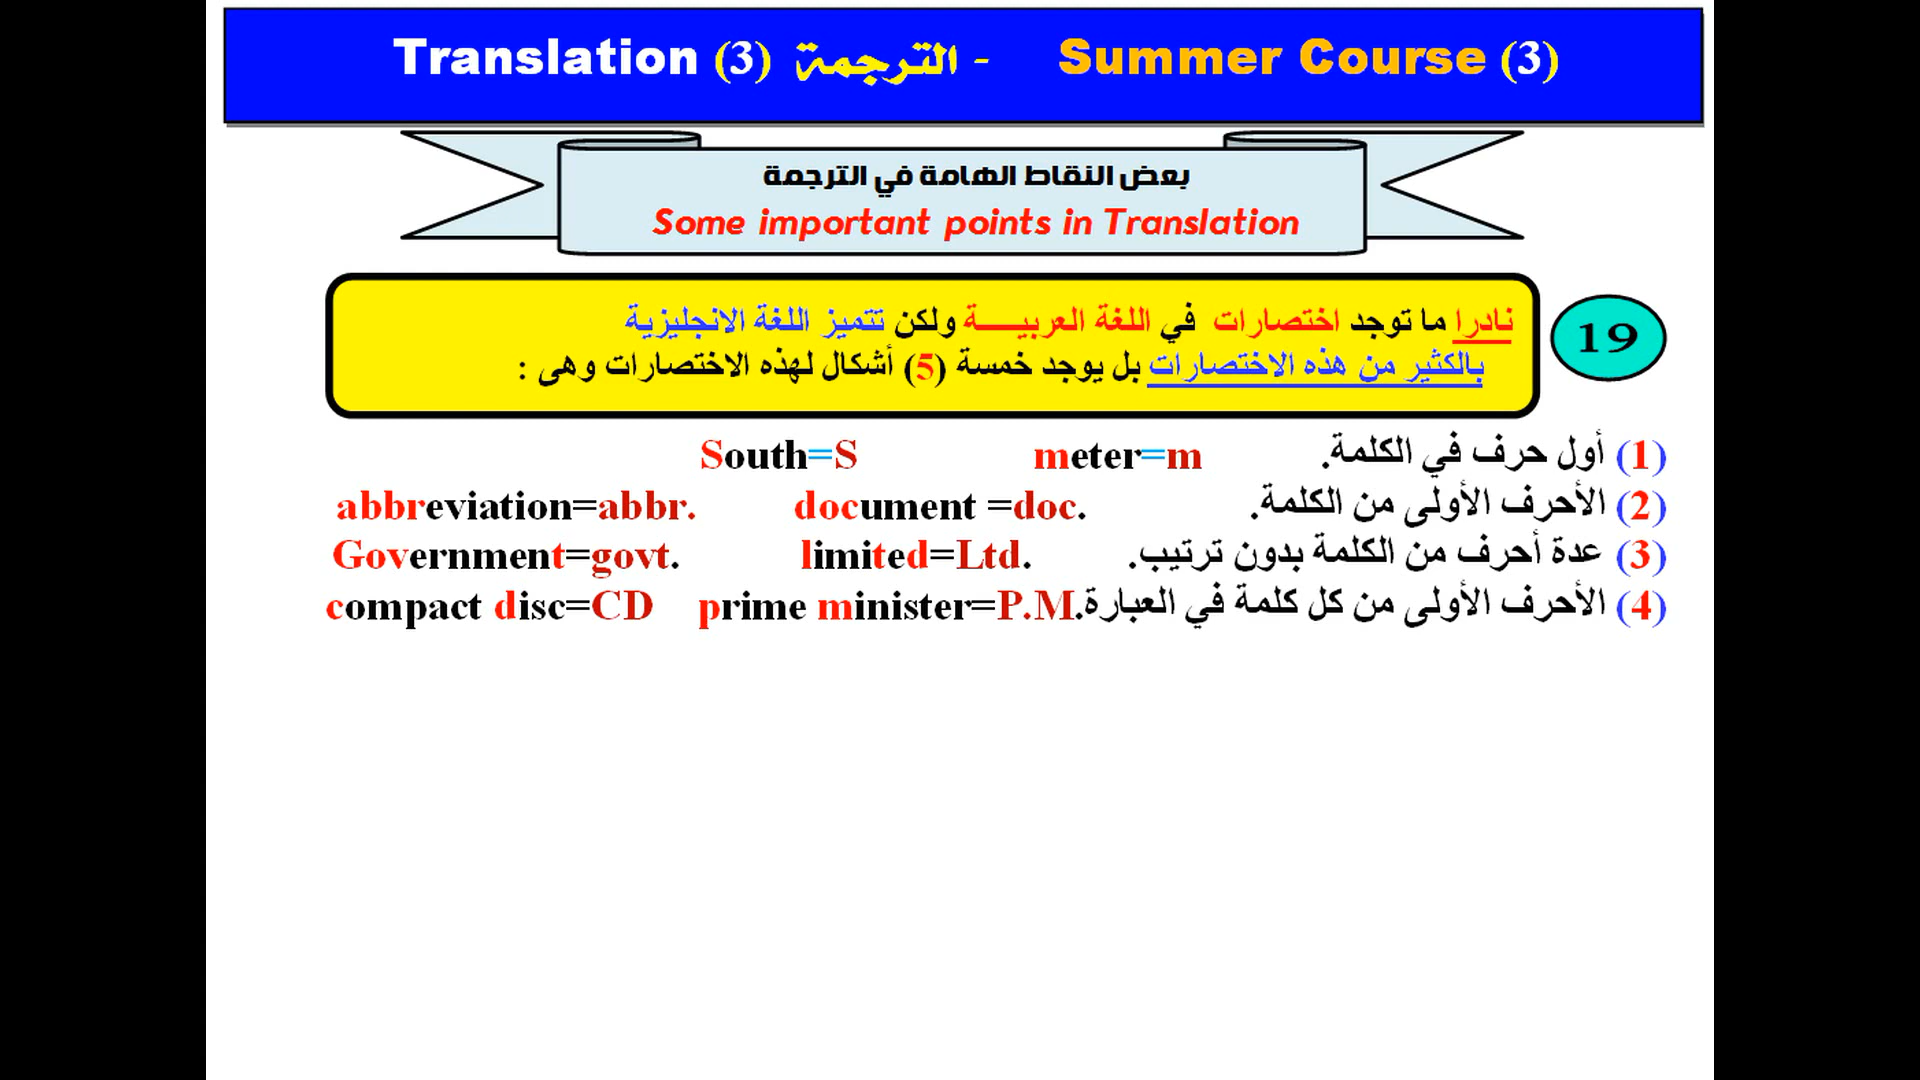 Translation (3) الترجمة - Summer Course (3)
بعض النقاط الهامة في الترجمة
Some important points in Translation
19
نادرا ما توجد اختصارات في اللغة العربيــــة ولكن تتميز اللغة الانجليزية
بالكثير من هذه الاختصارات بل يوجد خمسة (5) أشكال لهذه الاختصارات وهى :
(1) أول حرف في الكلمة. meter=m South=S
(2) الأحرف الأولى من الكلمة. document =doc. abbreviation=abbr.
(3) عدة أحرف من الكلمة بدون ترتيب. limited=Ltd. Government=govt.
(4) الأحرف الأولى من كل كلمة في العبارة. prime minister=P.M compact disc=CD